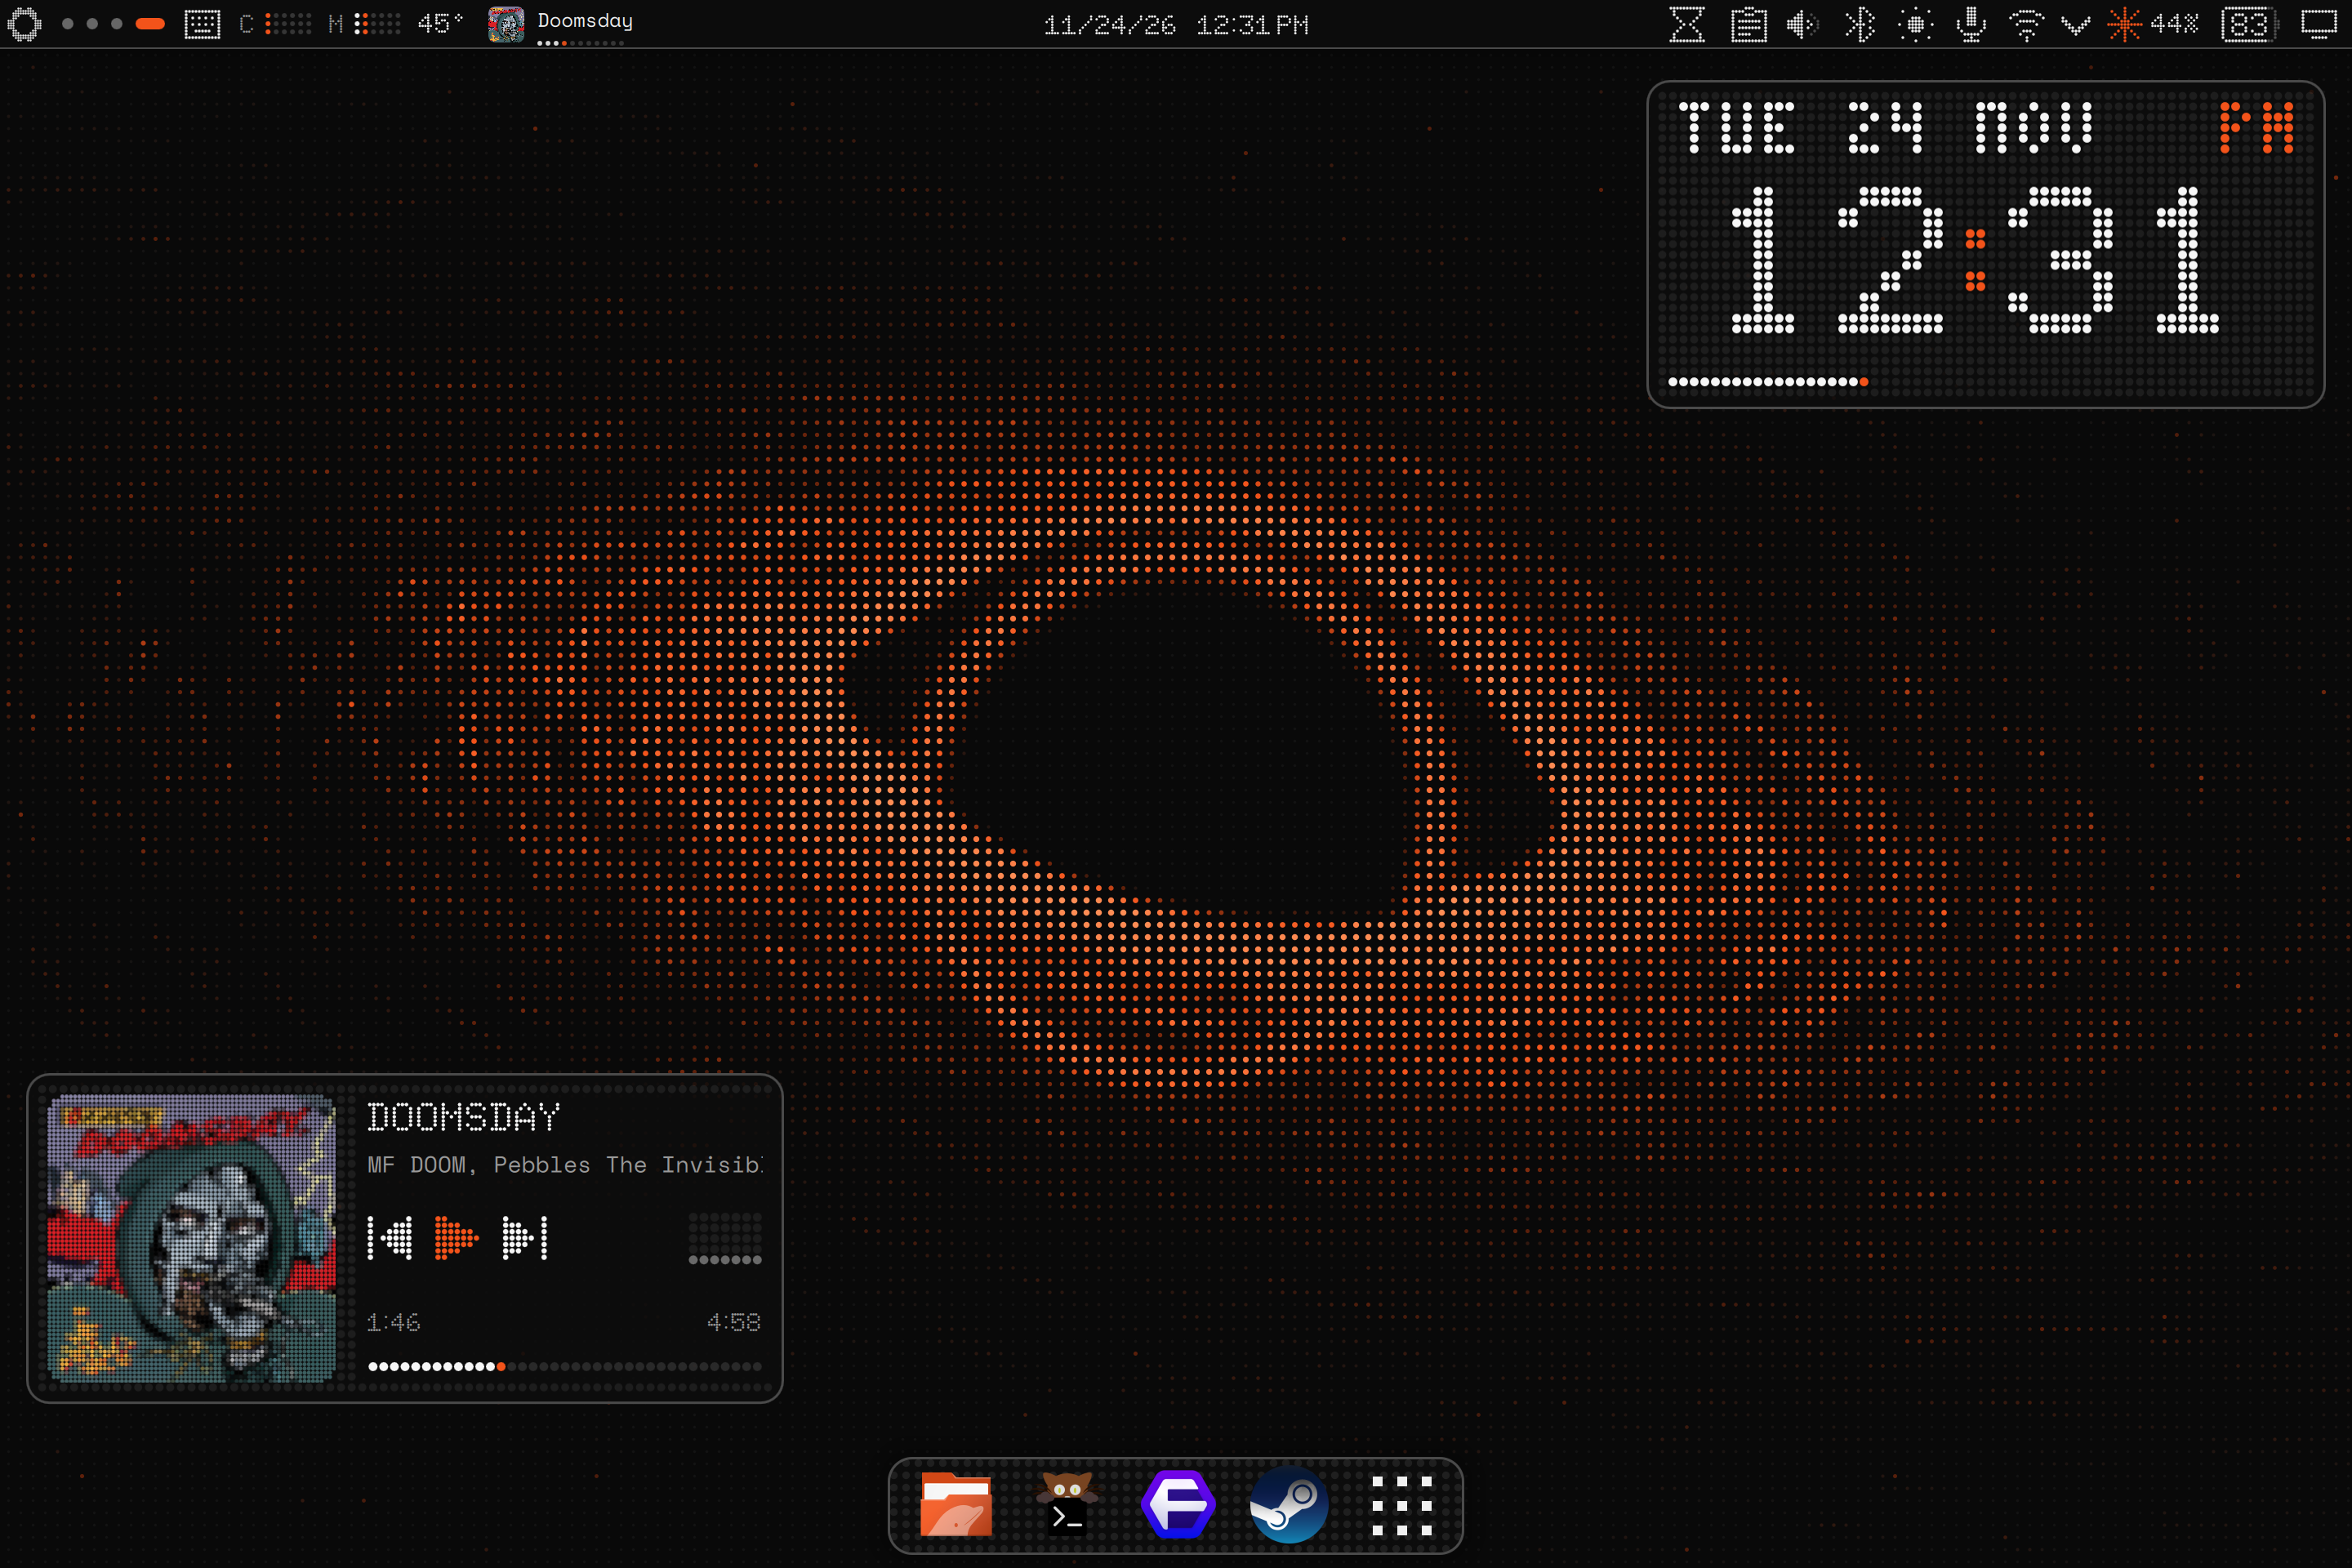 C M 45° Doomsday 11/24/26 12:31 PM 44% 83
TUE 24 NOV PM
12:31
DOOMSDAY
DOOMSDAY
MF DOOM, Pebbles The Invisib
1:46 4:58
>_